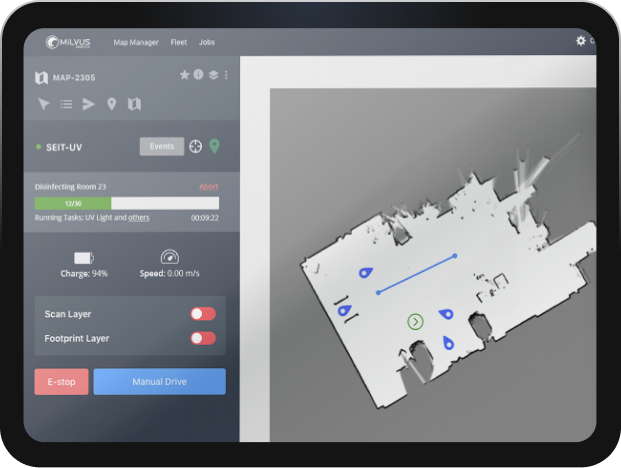 MILVUS
Map Manager Fleet Jobs
MAP-2305
SEIT-UV Events
Disinfecting Room 23 Abort
12/30
Running Tasks: UV Light and others 00:09:22
Charge: 94% Speed: 0.00 m/s
Scan Layer
Footprint Layer
E-stop Manual Drive